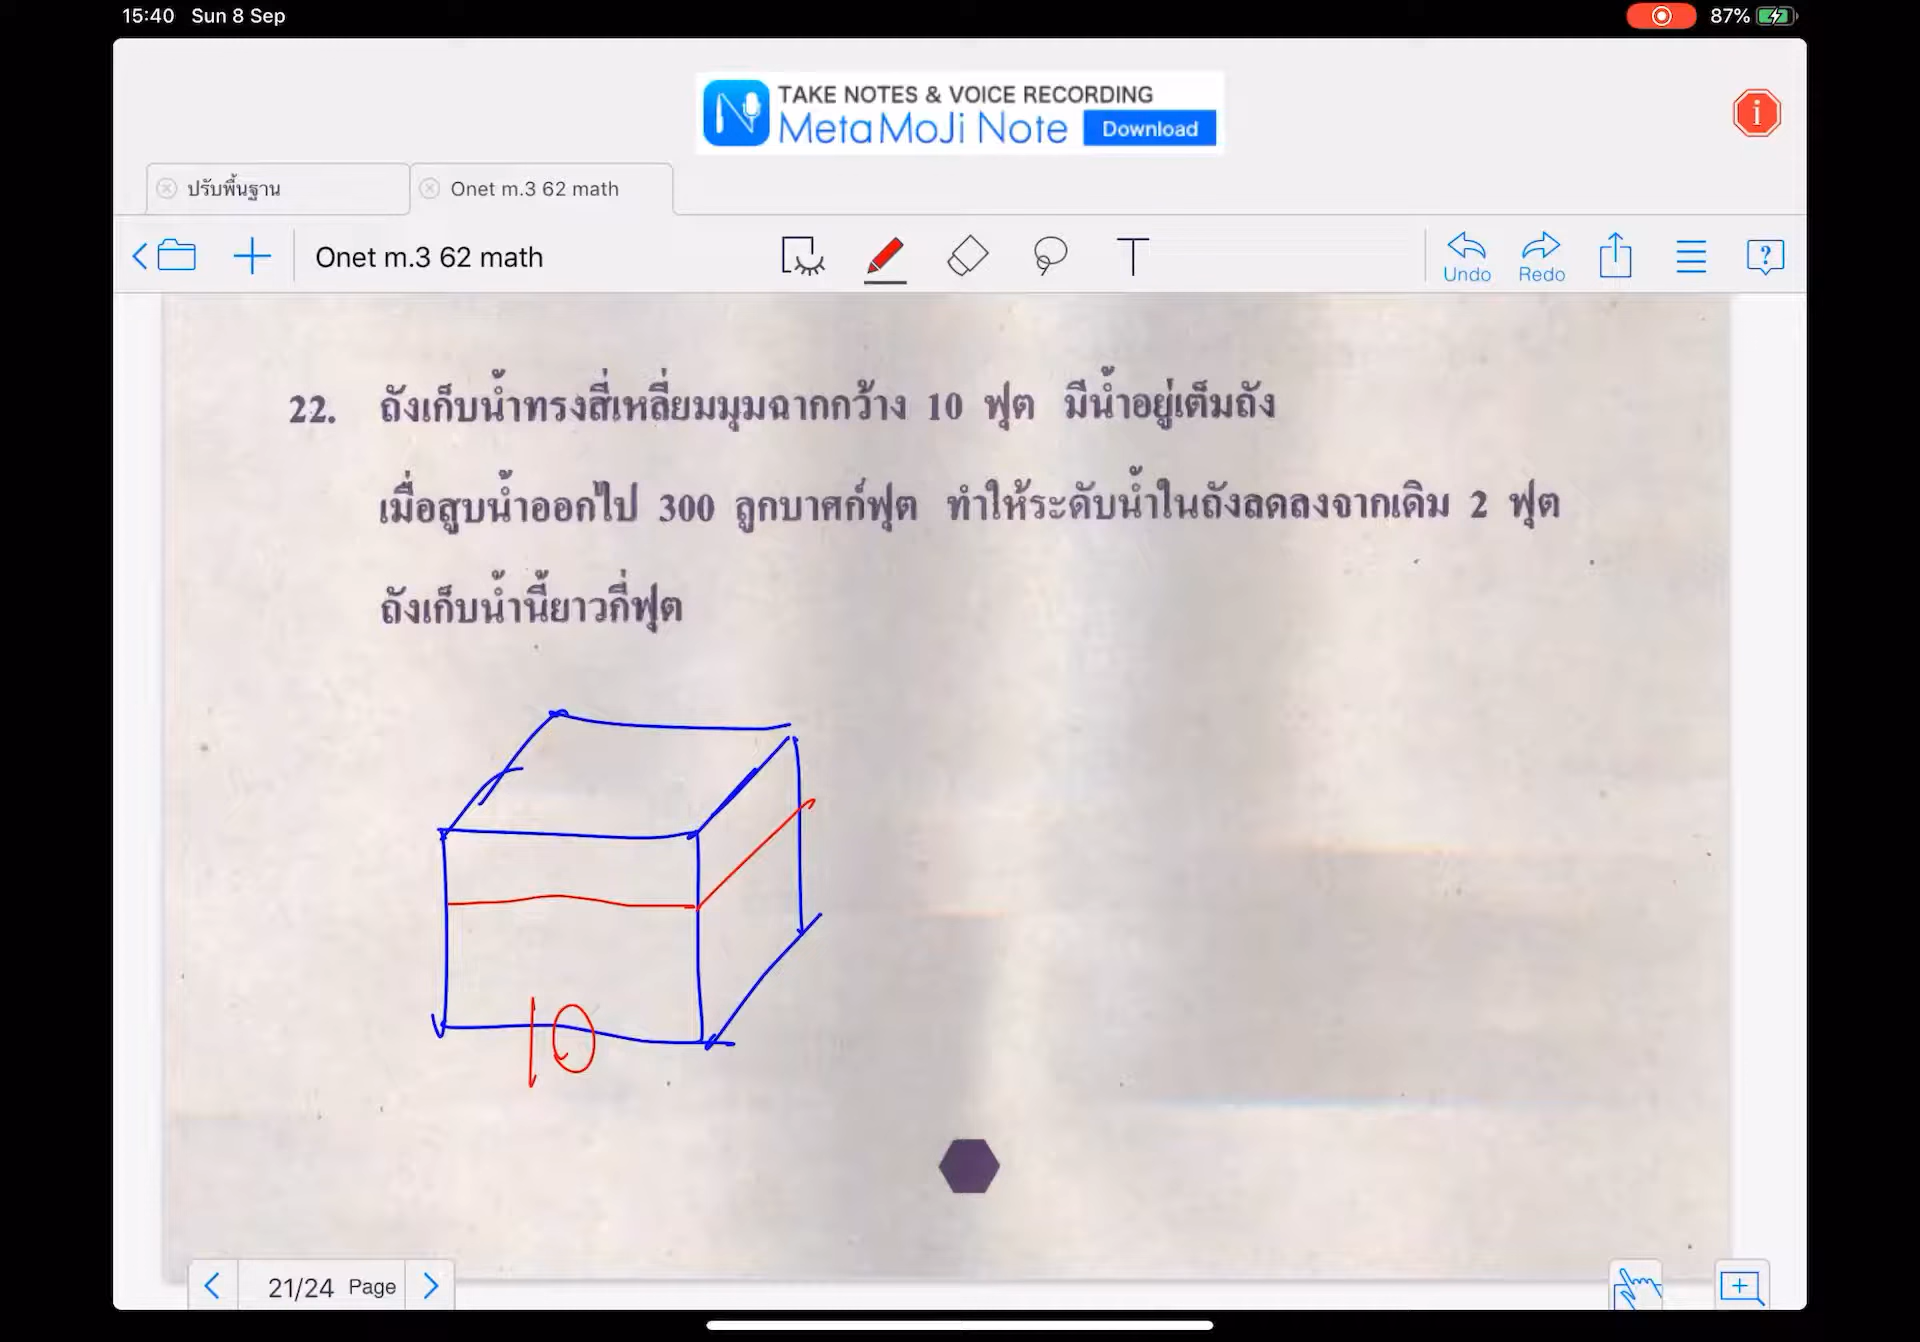 15:40 Sun 8 Sep
87%
TAKE NOTES & VOICE RECORDING
MetaMoJi Note Download
ปรับพื้นฐาน
Onet m.3 62 math
Onet m.3 62 math
T
Undo
Redo
22. ถังเก็บน้ำทรงสี่เหลี่ยมมุมฉากกว้าง 10 ฟุต มีน้ำอยู่เต็มถัง
เมื่อสูบน้ำออกไป 300 ลูกบาศก์ฟุต ทำให้ระดับน้ำในถังลดลงจากเดิม 2 ฟุต
ถังเก็บน้ำนี้ยาวกี่ฟุต
10
21/24 Page